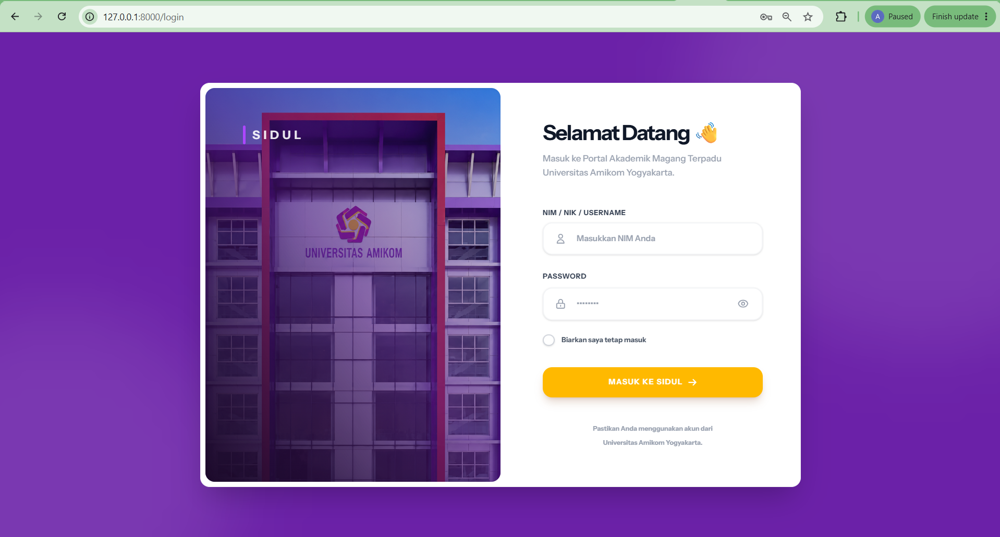 127.0.0.1:8000/login
A
Paused
Finish update
SIDUL
UNIVERSITAS AMIKOM
Selamat Datang 👋
Masuk ke Portal Akademik Magang Terpadu
Universitas Amikom Yogyakarta.
NIM / NIK / USERNAME
Masukkan NIM Anda
PASSWORD
••••••••
Biarkan saya tetap masuk
MASUK KE SIDUL →
Pastikan Anda menggunakan akun dari
Universitas Amikom Yogyakarta.